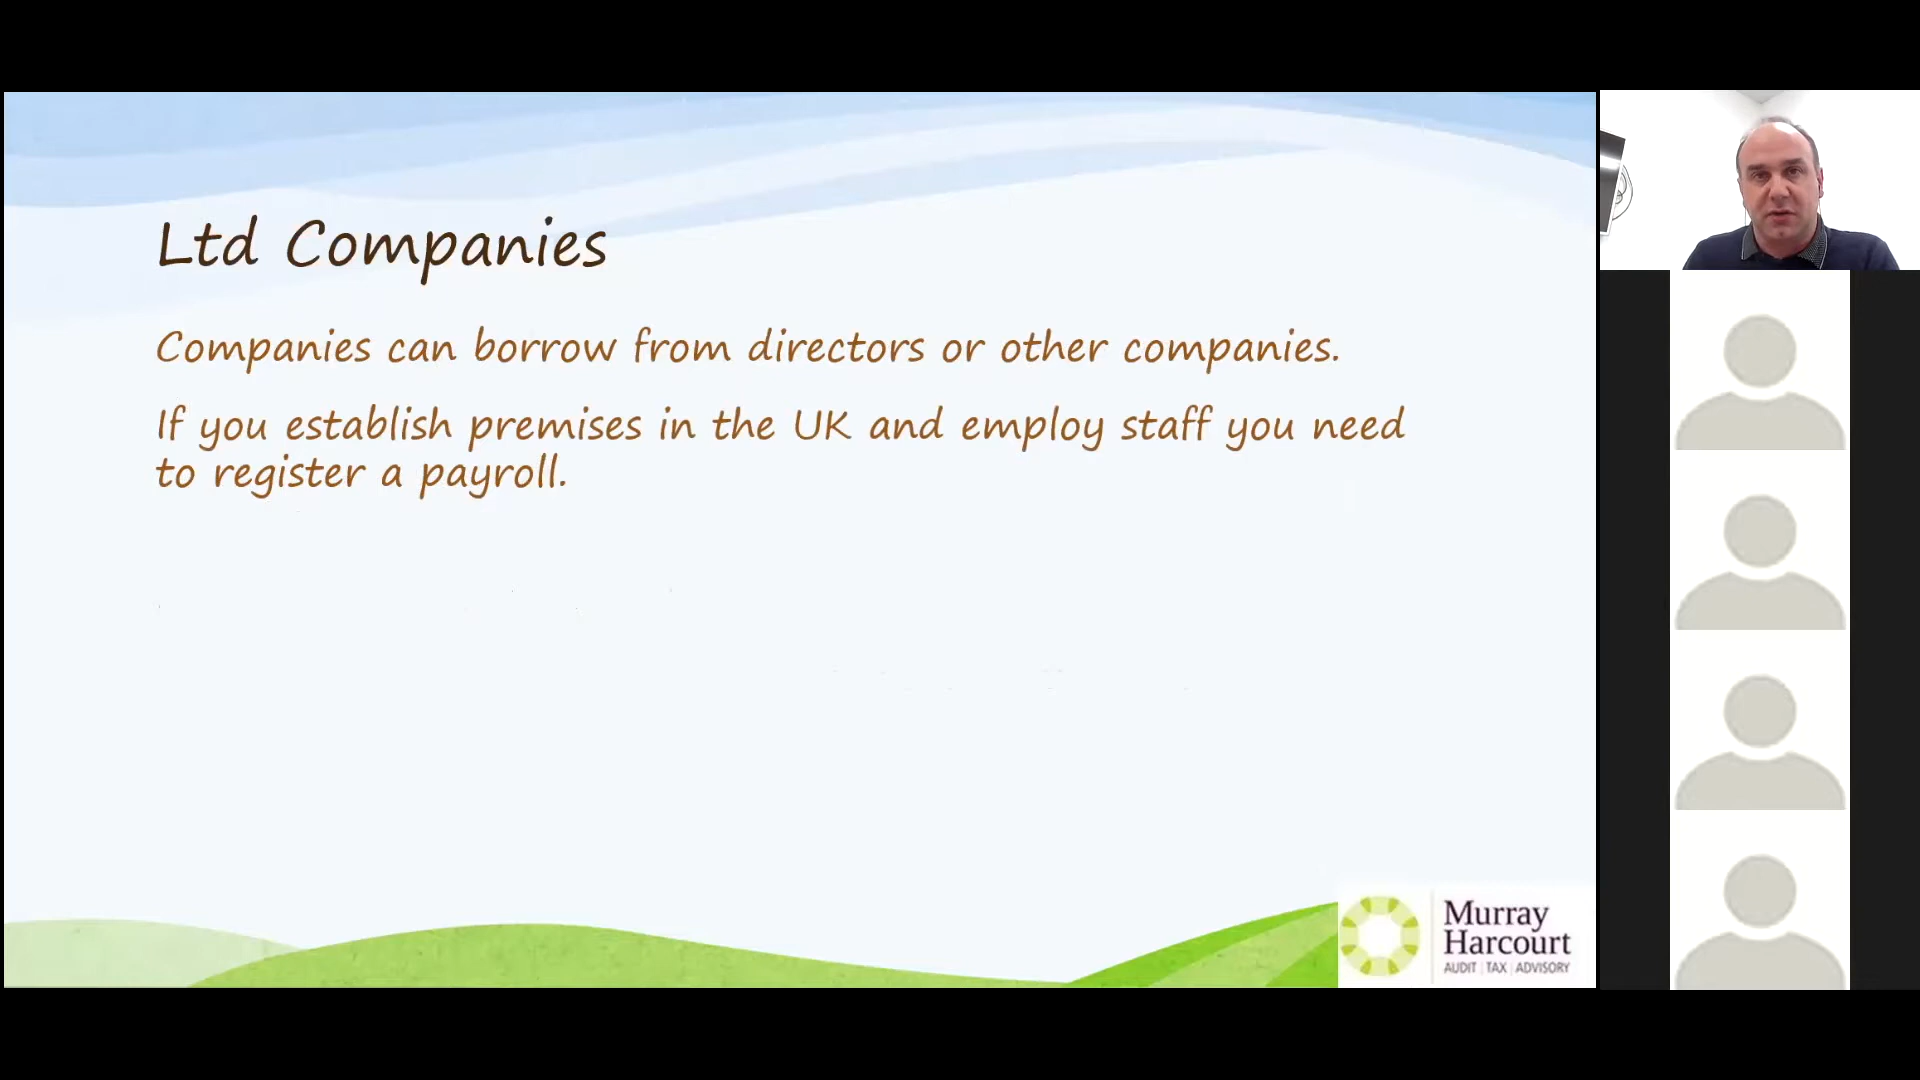 Ltd Companies
Companies can borrow from directors or other companies.
If you establish premises in the UK and employ staff you need
to register a payroll.
Murray
Harcourt
AUDIT | TAX | ADVISORY